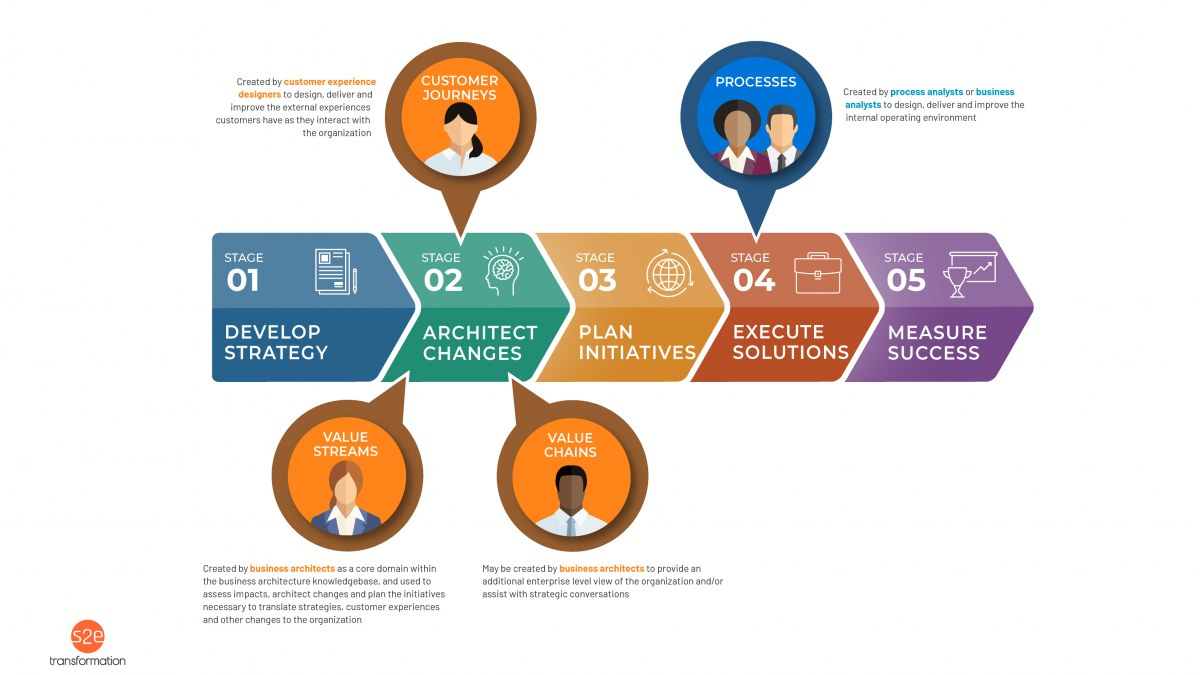 CUSTOMER
JOURNEYS
Created by customer experience
designers to design, deliver and
improve the external experiences
customers have as they interact with
the organization
PROCESSES
Created by process analysts or business
analysts to design, deliver and improve the
internal operating environment
STAGE
01
DEVELOP
STRATEGY
STAGE
02
ARCHITECT
CHANGES
STAGE
03
PLAN
INITIATIVES
STAGE
04
EXECUTE
SOLUTIONS
STAGE
05
MEASURE
SUCCESS
VALUE
STREAMS
Created by business architects as a core domain within
the business architecture knowledgebase, and used to
assess impacts, architect changes and plan the initiatives
necessary to translate strategies, customer experiences
and other changes to the organization
VALUE
CHAINS
May be created by business architects to provide an
additional enterprise level view of the organization and/or
assist with strategic conversations
s2e
transformation